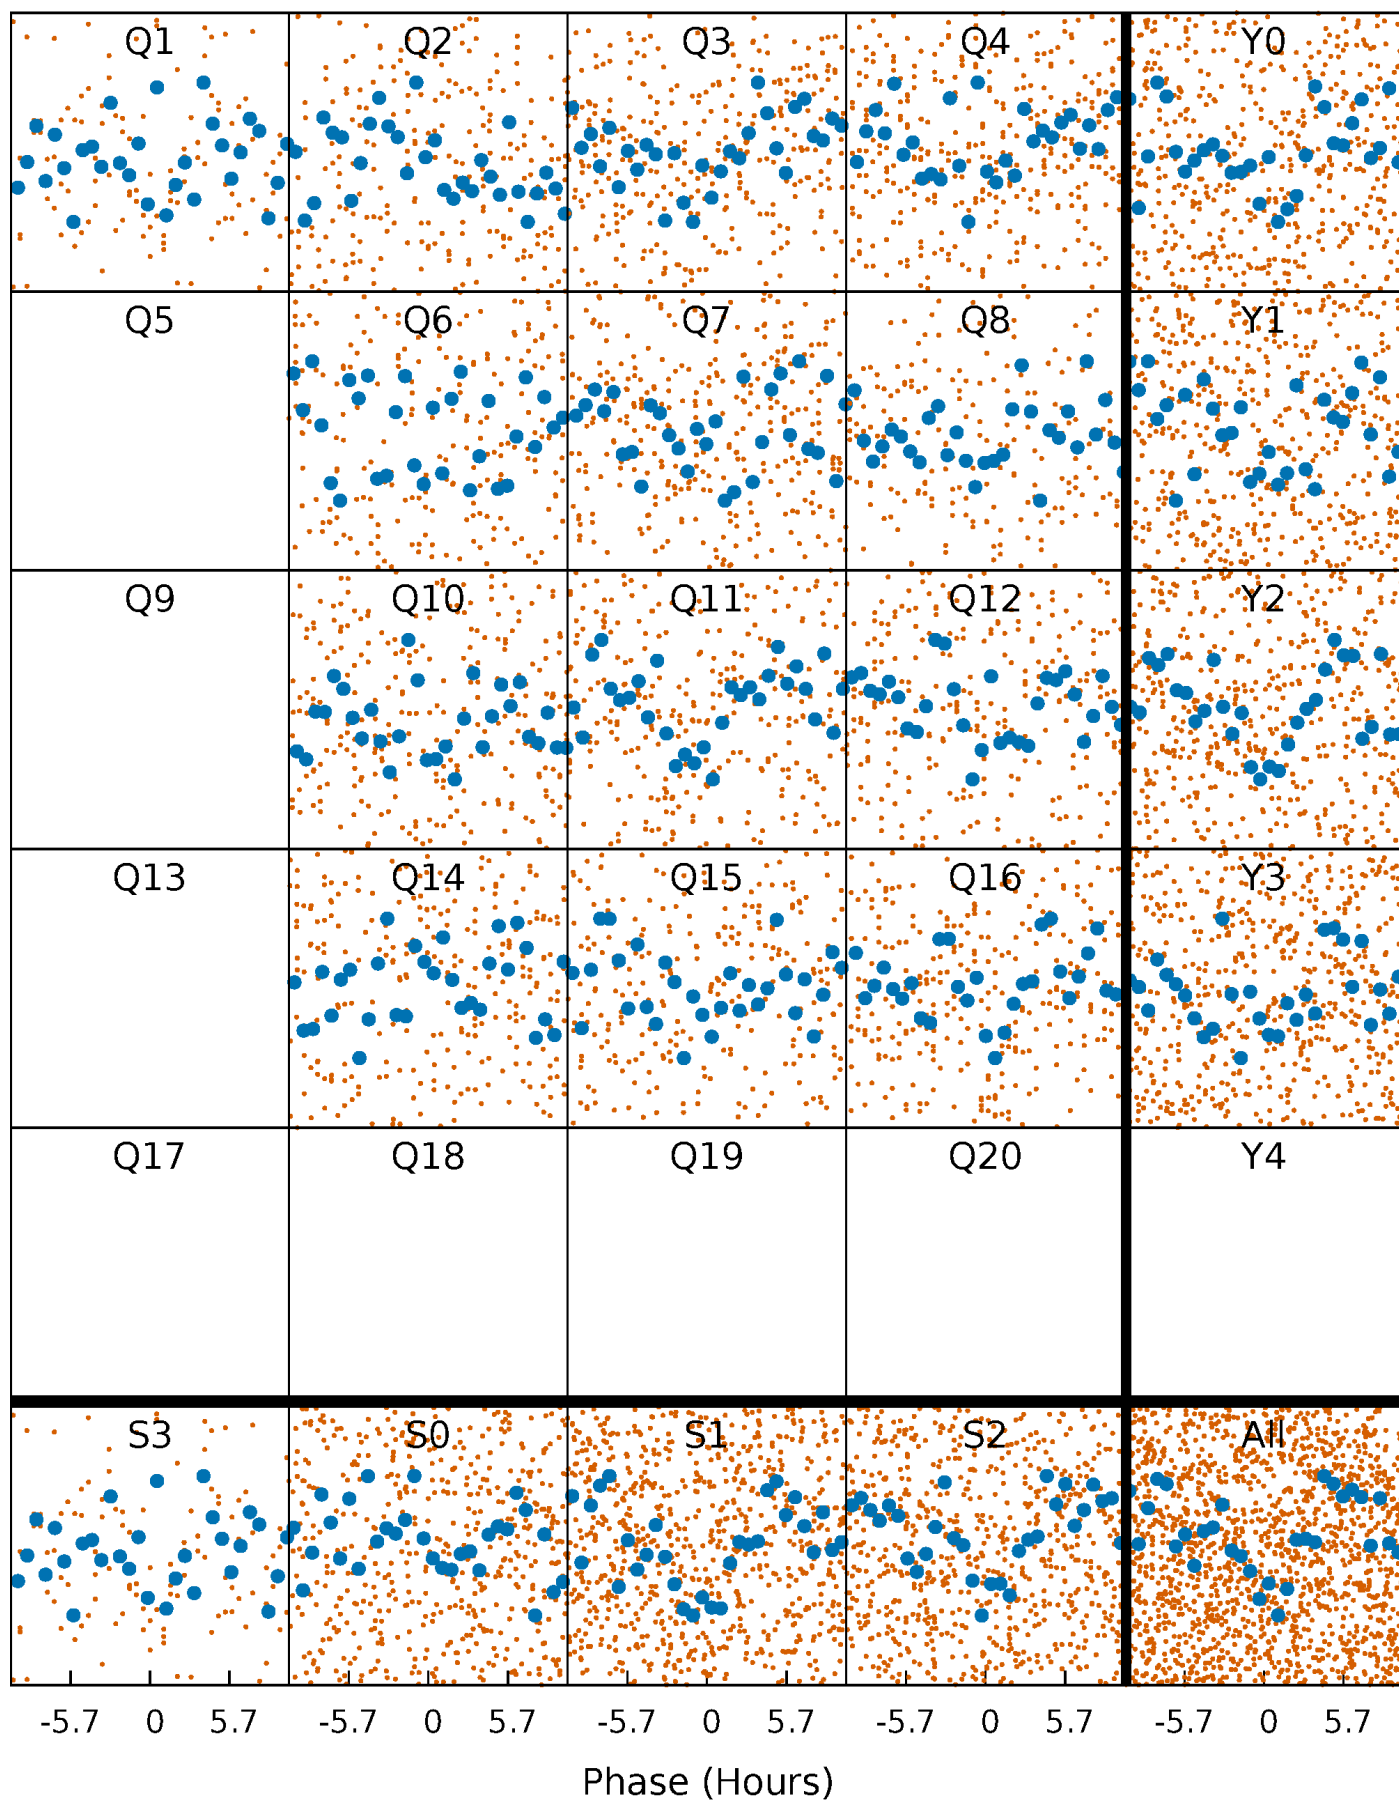 Q1 Q2 Q3 Q4 Y0
Q5 Q6 Q7 Q8 Y1
Q9 Q10 Q11 Q12 Y2
Q13 Q14 Q15 Q16 Y3
Q17 Q18 Q19 Q20 Y4
S3 S0 S1 S2 All
-5.7 0 5.7 -5.7 0 5.7 -5.7 0 5.7 -5.7 0 5.7 -5.7 0 5.7
Phase (Hours)